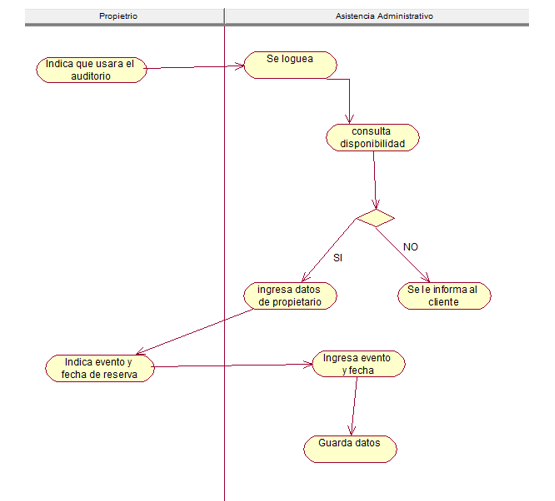 Propietrio
Asistencia Administrativo
Indica que usara el
auditorio
Se loguea
consulta
disponibilidad
SI
NO
ingresa datos
de propietario
Se le informa al
cliente
Indica evento y
fecha de reserva
Ingresa evento
y fecha
Guarda datos